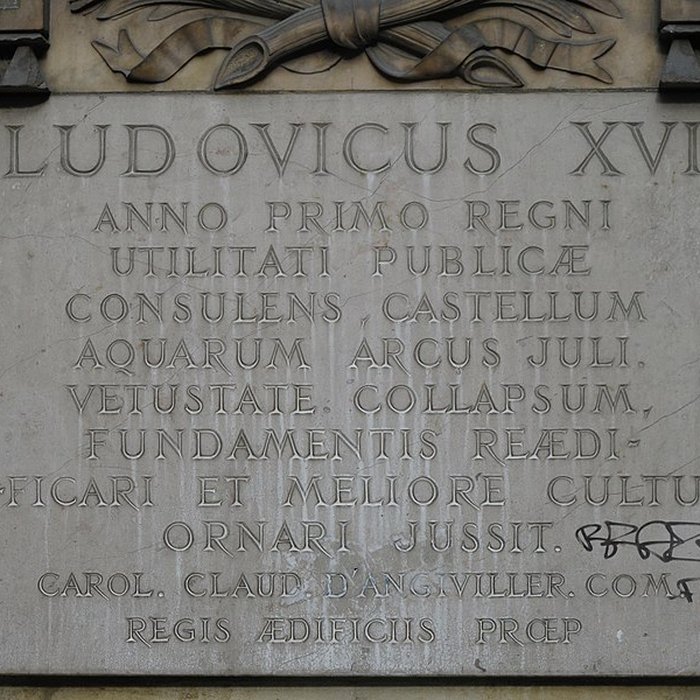 LUDOVICUS XVI
ANNO PRIMO REGNI
UTILITATI PUBLICÆ
CONSULENS, CASTELLUM
AQUARUM ARCUS JULI.
VETUSTATE COLLAPSUM,
A FUNDAMENTIS REÆDI-
-FICARI ET MELIORE CULTU
ORNARI JUSSIT.
CAROL. CLAUD. D'ANGIVILLER. COM.
REGIS ÆDIFICIIS PRŒP